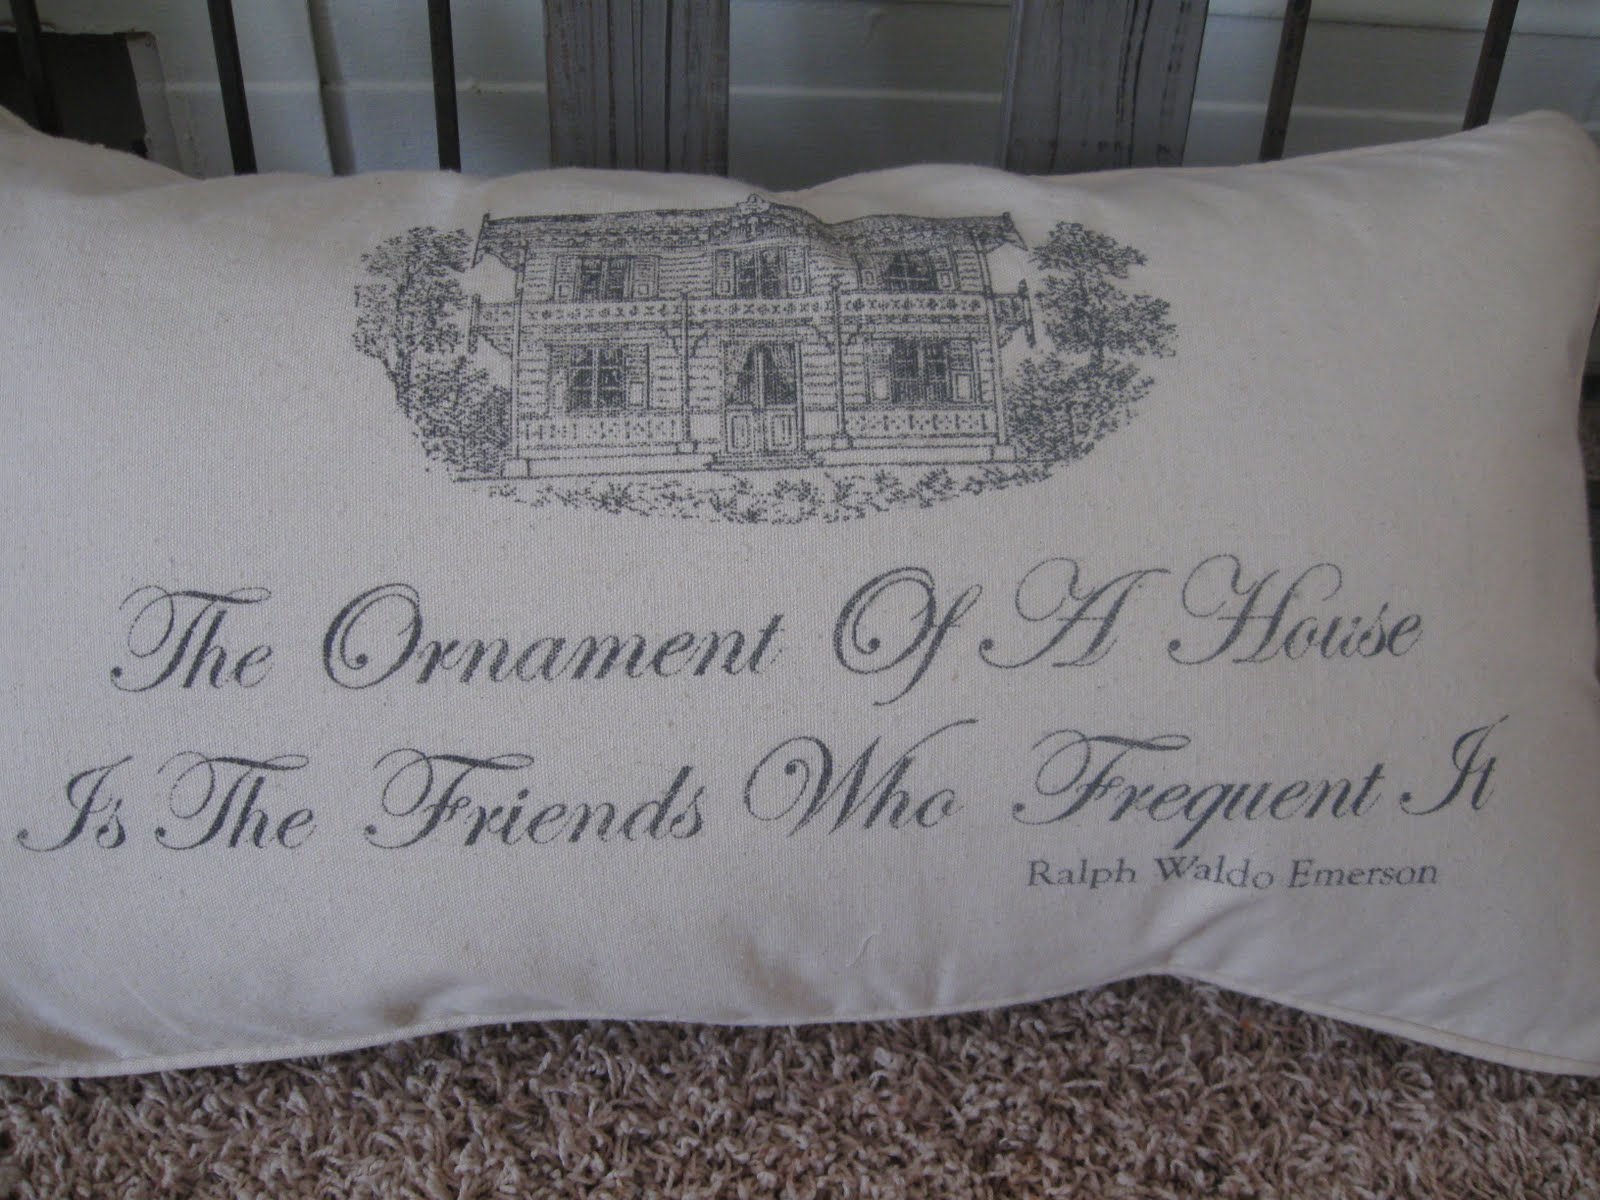 The Ornament Of A House
Is The Friends Who Frequent It
Ralph Waldo Emerson